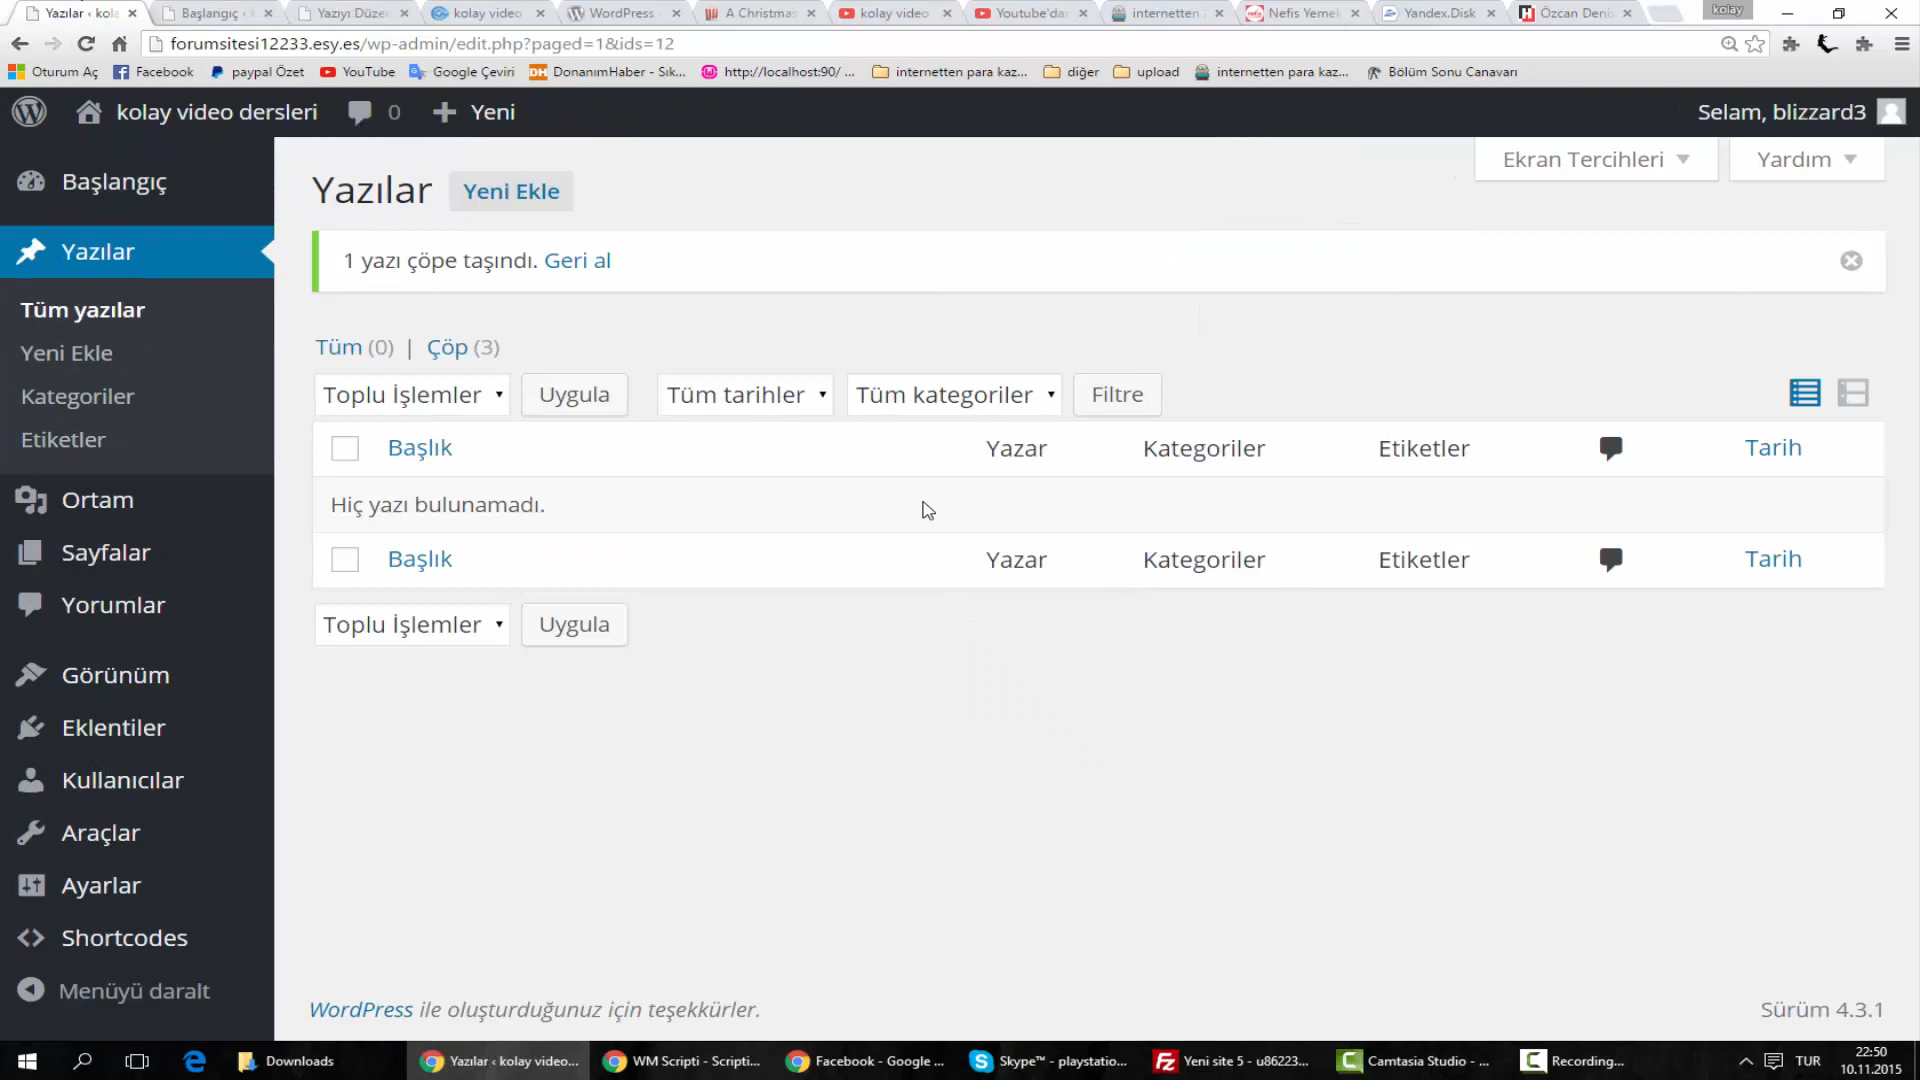 Yazılar ‹ kola
Başlangıç ‹ k
Yazıyı Düzen
kolay video
WordPress
A Christmas
kolay video
Youtube'dan
internetten
Nefis Yemek
Yandex.Disk
Özcan Deniz
kolay
forumsitesi12233.esy.es/wp-admin/edit.php?paged=1&ids=12
Oturum Aç
Facebook
paypal Özet
YouTube
Google Çeviri
DH DonanımHaber - Sık...
http://localhost:90/ ...
internetten para kaz...
diğer
upload
internetten para kaz...
Bölüm Sonu Canavarı
kolay video dersleri
0
Yeni
Selam, blizzard3
Başlangıç
Yazılar
Tüm yazılar
Yeni Ekle
Kategoriler
Etiketler
Ortam
Sayfalar
Yorumlar
Görünüm
Eklentiler
Kullanıcılar
Araçlar
Ayarlar
Shortcodes
Menüyü daralt
Ekran Tercihleri
Yardım
Yazılar
Yeni Ekle
1 yazı çöpe taşındı. Geri al
Tüm (0) | Çöp (3)
Toplu İşlemler
Uygula
Tüm tarihler
Tüm kategoriler
Filtre
Başlık Yazar Kategoriler Etiketler Tarih
Hiç yazı bulunamadı.
Başlık Yazar Kategoriler Etiketler Tarih
Toplu İşlemler
Uygula
WordPress ile oluşturduğunuz için teşekkürler.
Sürüm 4.3.1
Downloads
Yazılar ‹ kolay video...
WM Scripti - Scripti...
Facebook - Google ...
Skype™ - playstatio...
Yeni site 5 - u86223...
Camtasia Studio - ...
Recording...
TUR
22:50
10.11.2015